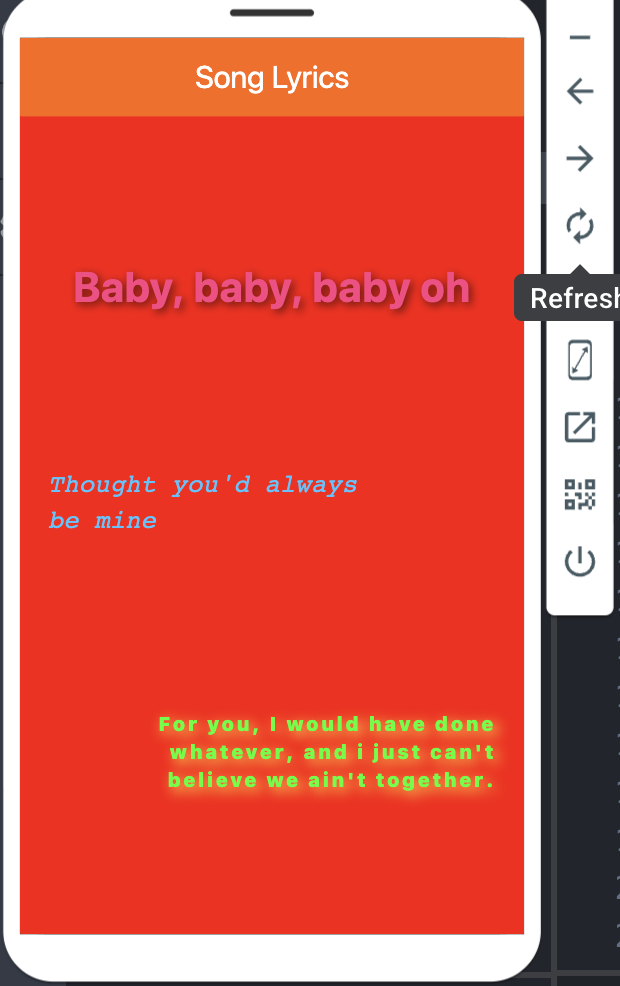 Song Lyrics
Baby, baby, baby oh
Refresh
Thought you'd always
be mine
For you, I would have done
whatever, and i just can't
believe we ain't together.